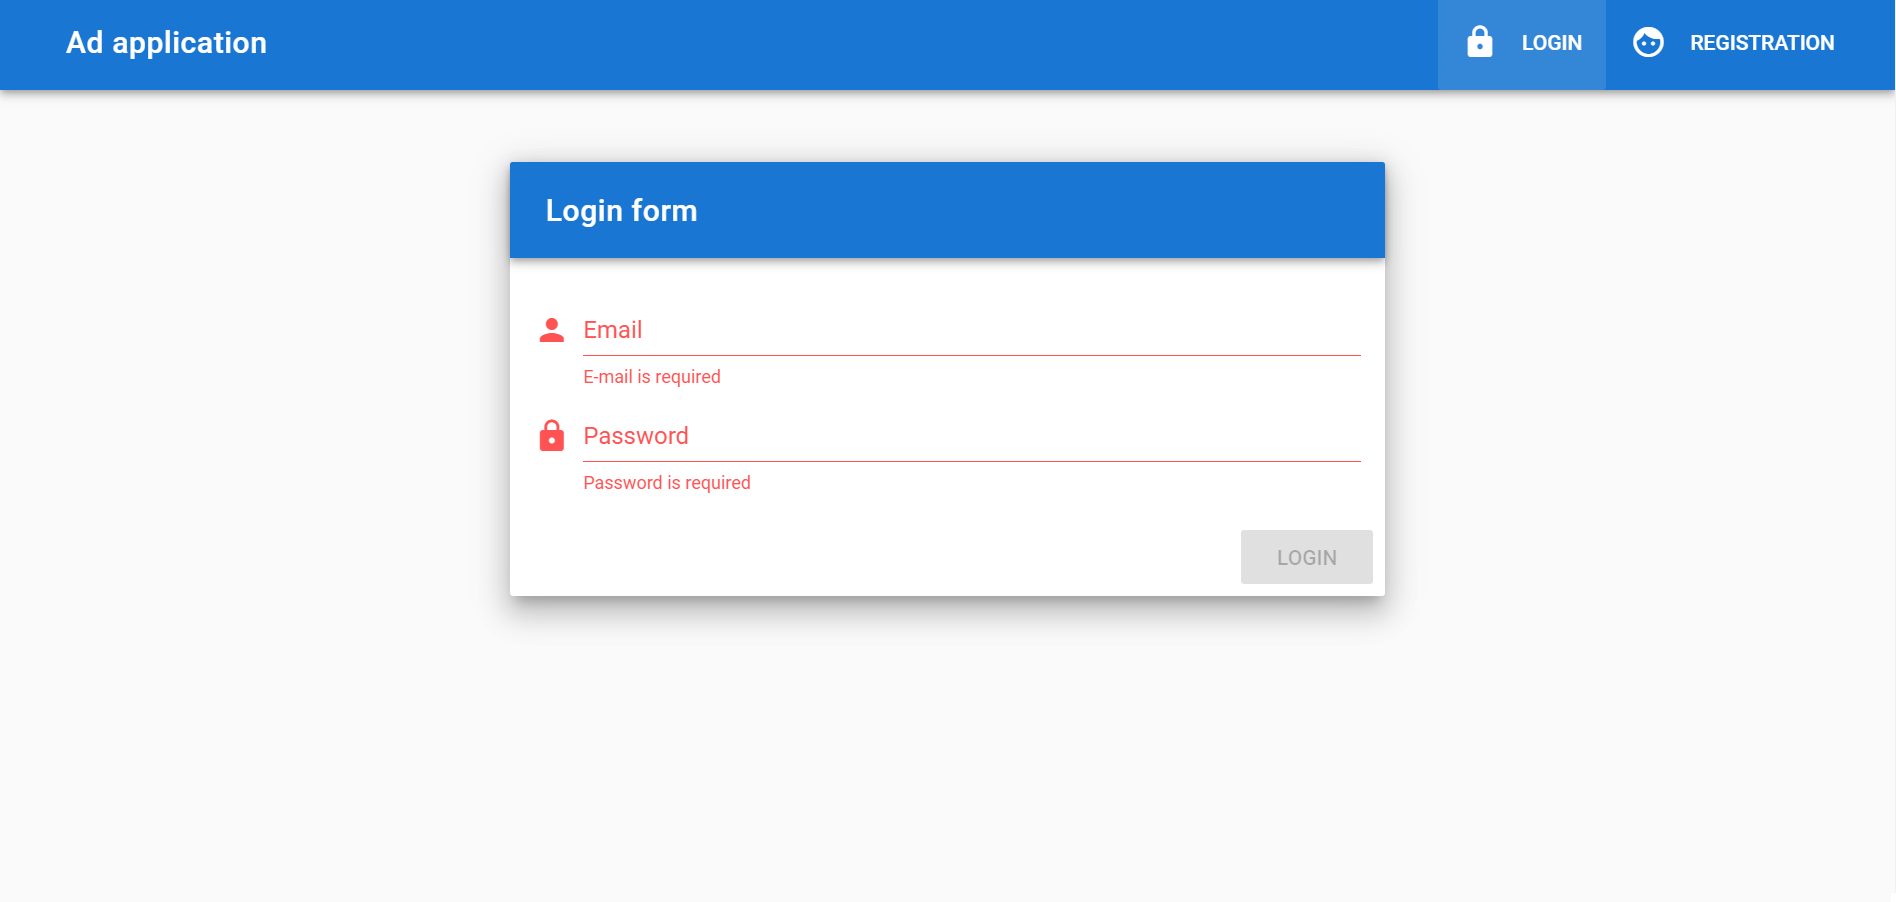 Ad application
LOGIN
REGISTRATION
Login form
Email
E-mail is required
Password
Password is required
LOGIN